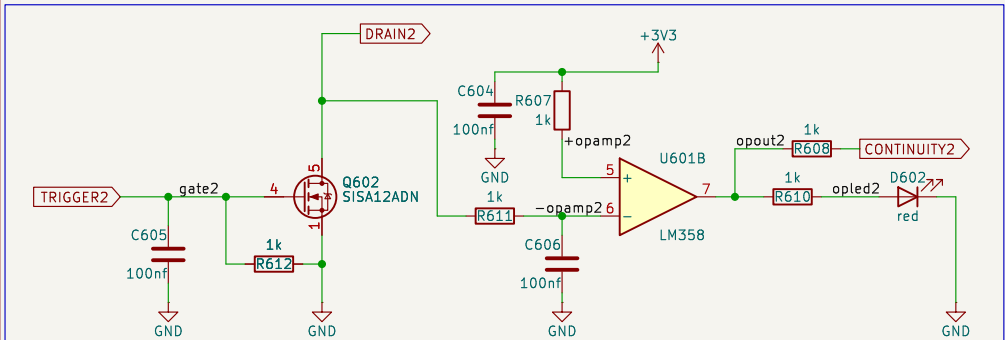 DRAIN2
+3V3
C604
R607
100nf
1k
+opamp2
GND
U601B
5
+
7
6
−
LM358
opout2
1k
R608
CONTINUITY2
1k
R610
opled2
D602
red
GND
TRIGGER2
gate2
4
5
1
Q602
SISA12ADN
C605
100nf
1k
R612
GND
GND
1k
R611
−opamp2
C606
100nf
GND